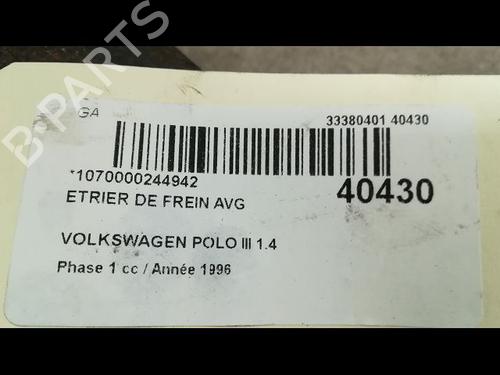 GA
33380401 40430
*1070000244942
40430
ETRIER DE FREIN AVG
VOLKSWAGEN POLO III 1.4
Phase 1 cc / Année 1996
B-PARTS